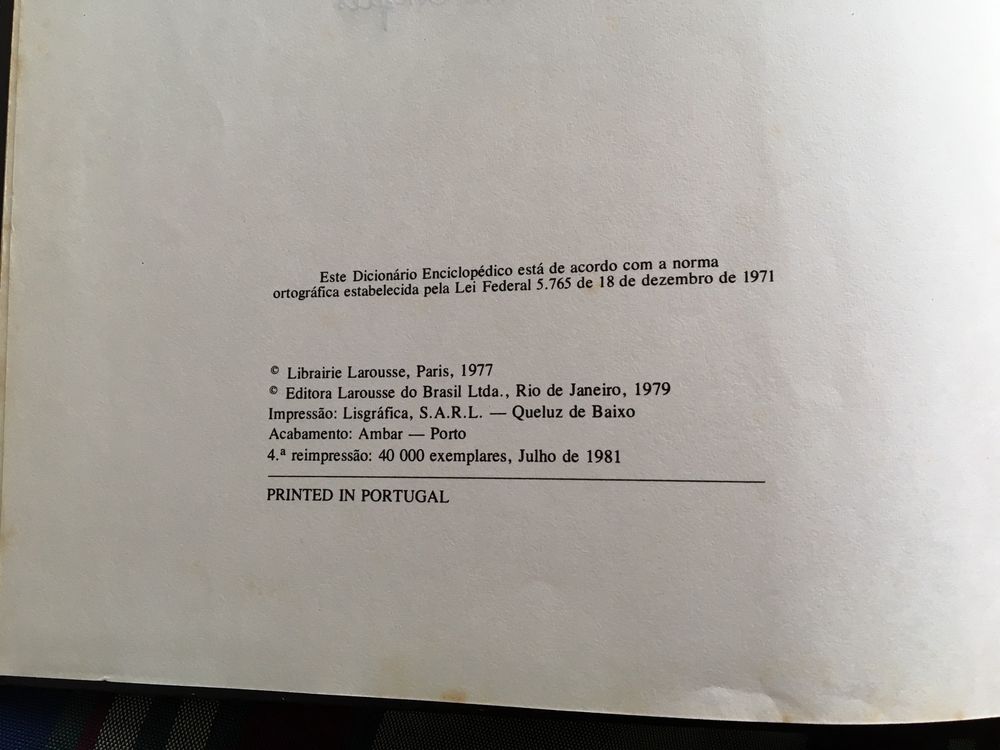 Este Dicionário Enciclopédico está de acordo com a norma
ortográfica estabelecida pela Lei Federal 5.765 de 18 de dezembro de 1971
© Librairie Larousse, Paris, 1977
© Editora Larousse do Brasil Ltda., Rio de Janeiro, 1979
Impressão: Lisgráfica, S.A.R.L. — Queluz de Baixo
Acabamento: Ambar — Porto
4.ª reimpressão: 40 000 exemplares, Julho de 1981
PRINTED IN PORTUGAL